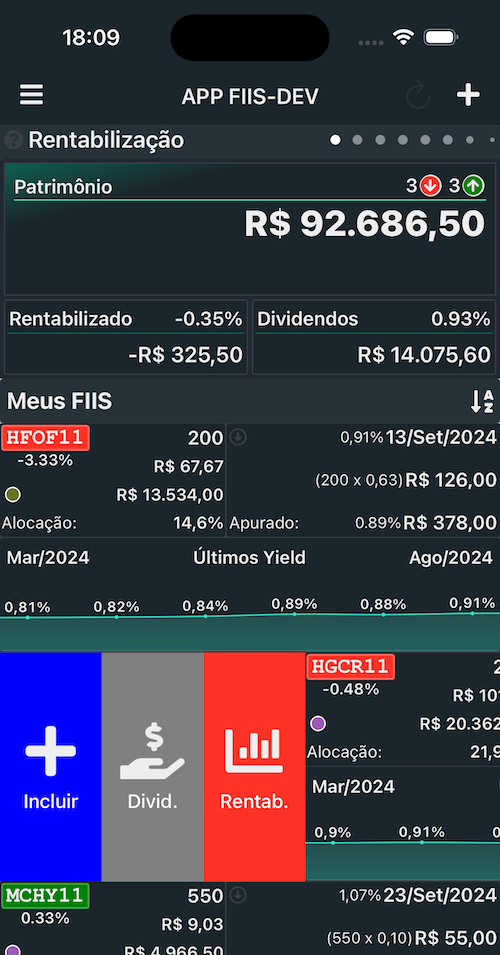 18:09
APP FIIS-DEV
Rentabilização
Patrimônio 3 3
R$ 92.686,50
Rentabilizado -0.35% Dividendos 0.93%
-R$ 325,50 R$ 14.075,60
Meus FIIS
HFOF11 200 0,91% 13/Set/2024
-3.33% R$ 67,67 (200 x 0,63) R$ 126,00
R$ 13.534,00
Alocação: 14,6% Apurado: 0.89% R$ 378,00
Mar/2024 Últimos Yield Ago/2024
0,81% 0,82% 0,84% 0,89% 0,88% 0,91%
HGCR11 2
-0.48% R$ 10
R$ 20.362
Alocação: 21,9
Incluir Divid. Rentab.
Mar/2024
0,9% 0,91% 0
MCHY11 550 1,07% 23/Set/2024
0.33% R$ 9,03 (550 x 0,10) R$ 55,00
R$ 4.966,50